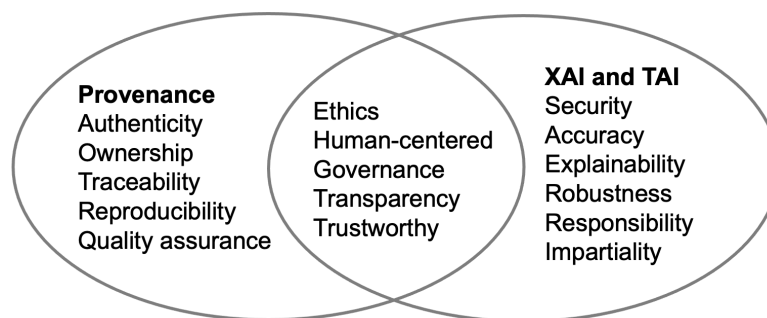 Provenance
Authenticity
Ownership
Traceability
Reproducibility
Quality assurance
Ethics
Human-centered
Governance
Transparency
Trustworthy
XAI and TAI
Security
Accuracy
Explainability
Robustness
Responsibility
Impartiality